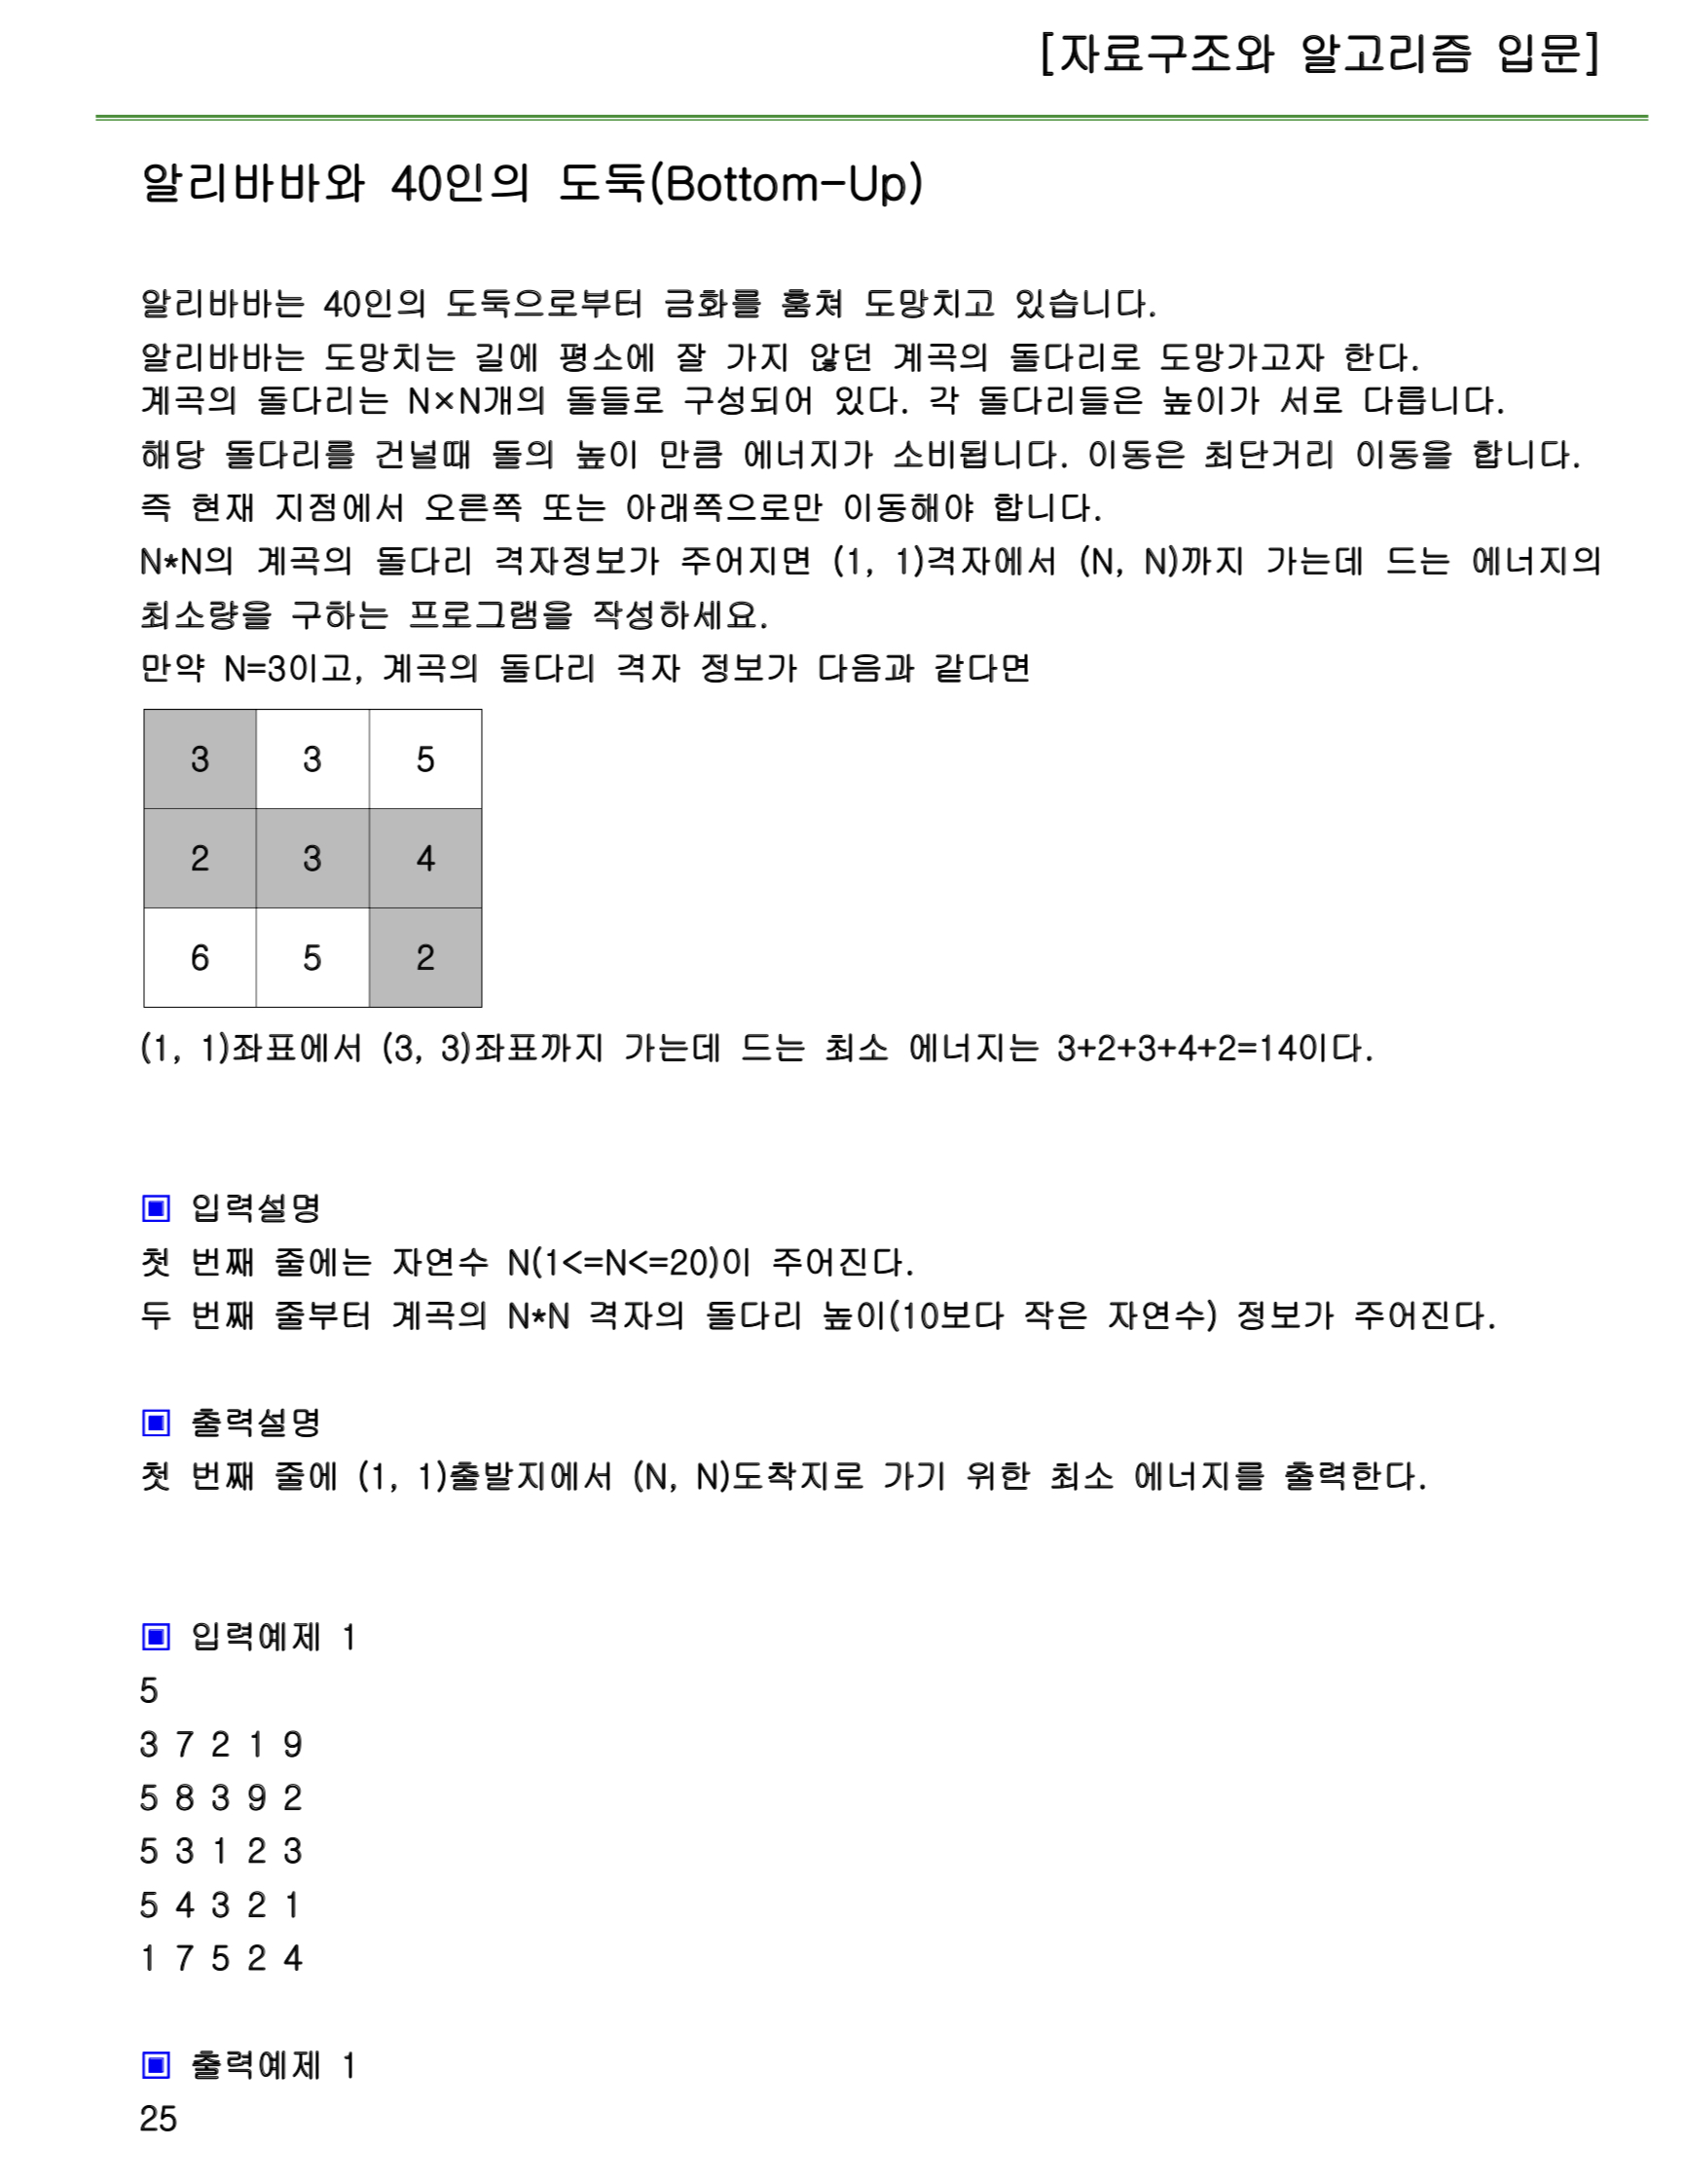 [자료구조와 알고리즘 입문]
알리바바와 40인의 도둑(Bottom-Up)
알리바바는 40인의 도둑으로부터 금화를 훔쳐 도망치고 있습니다.
알리바바는 도망치는 길에 평소에 잘 가지 않던 계곡의 돌다리로 도망가고자 한다.
계곡의 돌다리는 N×N개의 돌들로 구성되어 있다. 각 돌다리들은 높이가 서로 다릅니다.
해당 돌다리를 건널때 돌의 높이 만큼 에너지가 소비됩니다. 이동은 최단거리 이동을 합니다.
즉 현재 지점에서 오른쪽 또는 아래쪽으로만 이동해야 합니다.
N*N의 계곡의 돌다리 격자정보가 주어지면 (1, 1)격자에서 (N, N)까지 가는데 드는 에너지의
최소량을 구하는 프로그램을 작성하세요.
만약 N=3이고, 계곡의 돌다리 격자 정보가 다음과 같다면
3 3 5
2 3 4
6 5 2
(1, 1)좌표에서 (3, 3)좌표까지 가는데 드는 최소 에너지는 3+2+3+4+2=14이다.
▣ 입력설명
첫 번째 줄에는 자연수 N(1<=N<=20)이 주어진다.
두 번째 줄부터 계곡의 N*N 격자의 돌다리 높이(10보다 작은 자연수) 정보가 주어진다.
▣ 출력설명
첫 번째 줄에 (1, 1)출발지에서 (N, N)도착지로 가기 위한 최소 에너지를 출력한다.
▣ 입력예제 1
5
3 7 2 1 9
5 8 3 9 2
5 3 1 2 3
5 4 3 2 1
1 7 5 2 4
▣ 출력예제 1
25